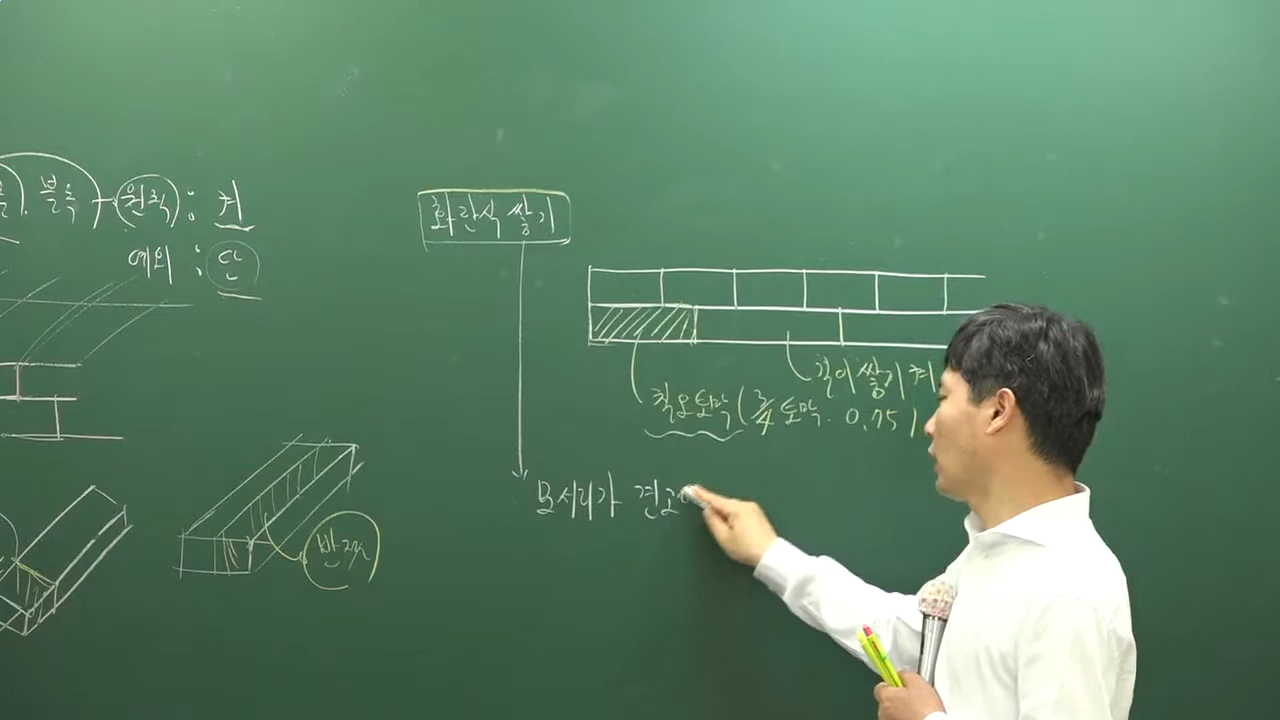 벽. 블록 원칙 : 켜
예외 : 단
화란식 쌓기
길이쌓기 켜
칠오토막 (3/4 토막. 0.75)
모서리가 견고
반절